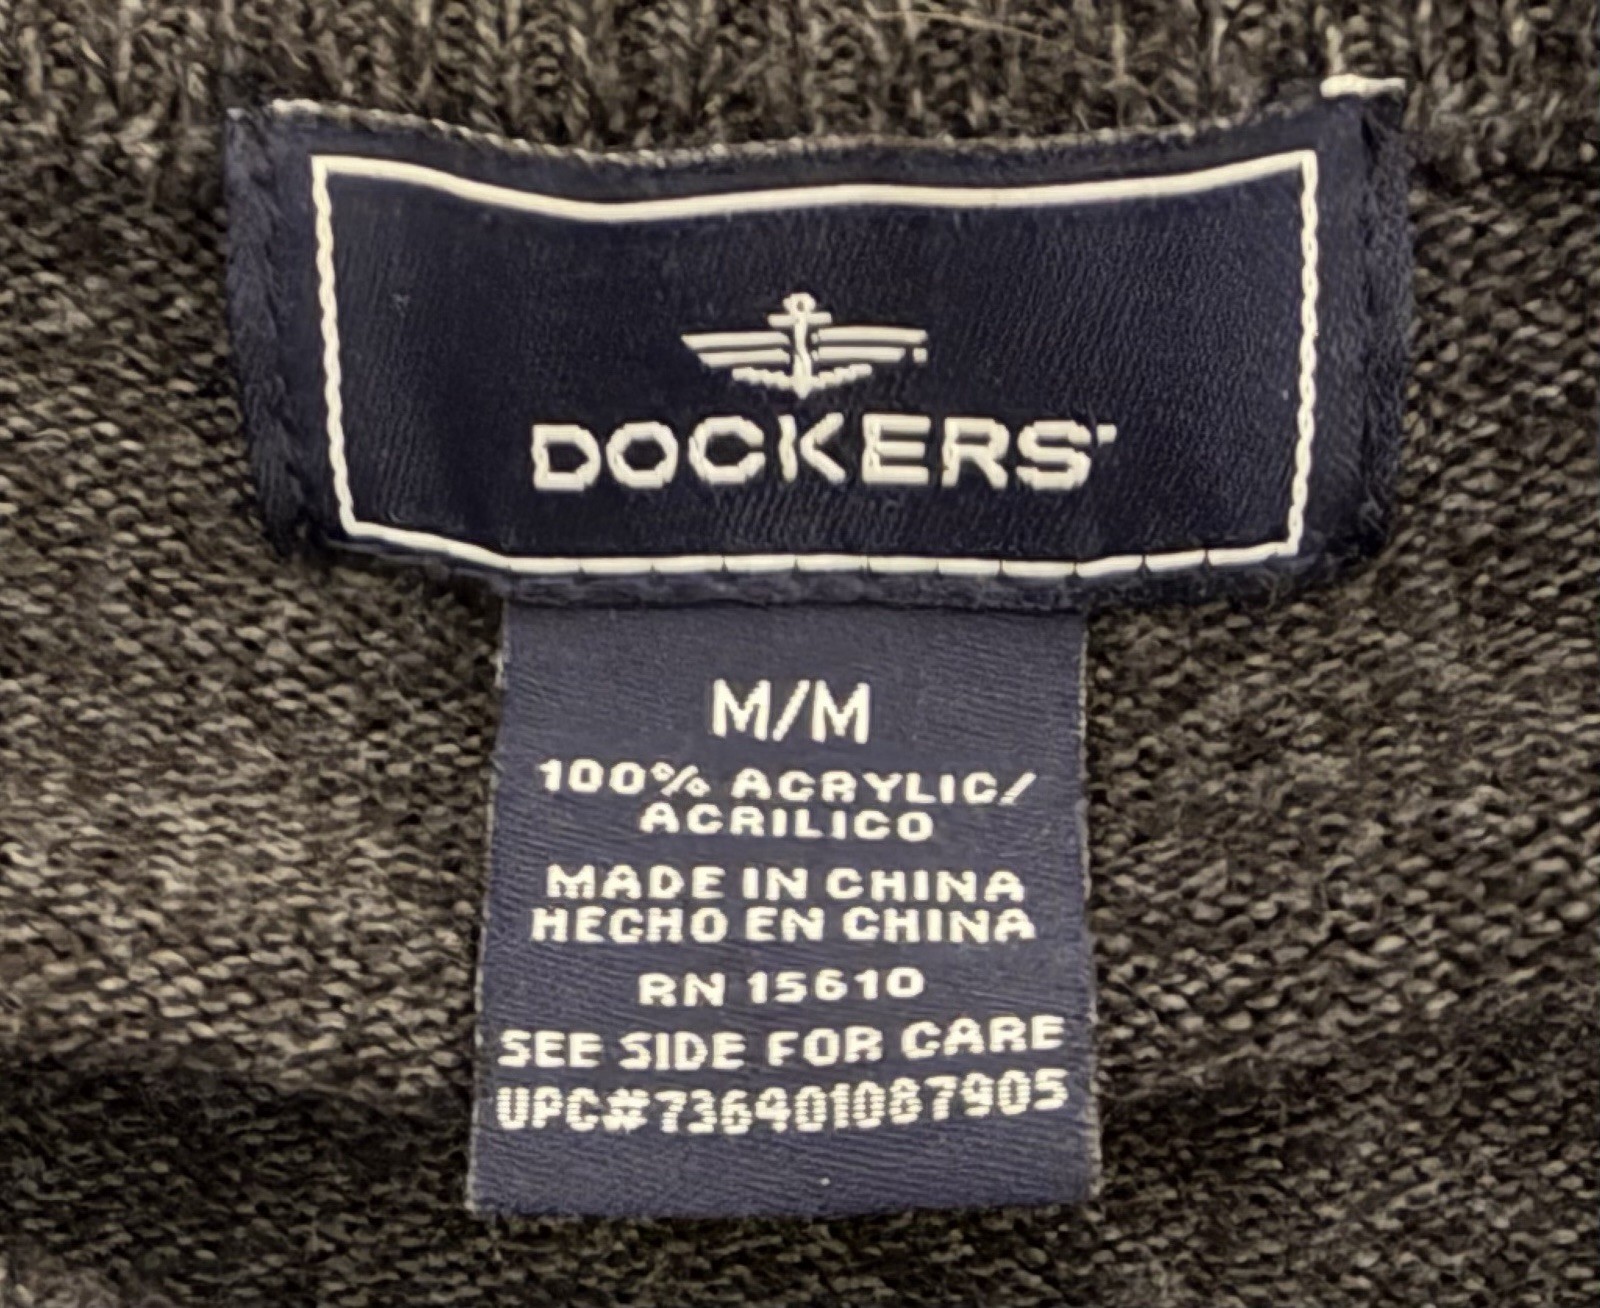 DOCKERS
M/M
100% ACRYLIC/
ACRILICO
MADE IN CHINA
HECHO EN CHINA
RN 15610
SEE SIDE FOR CARE
UPC#736401087905